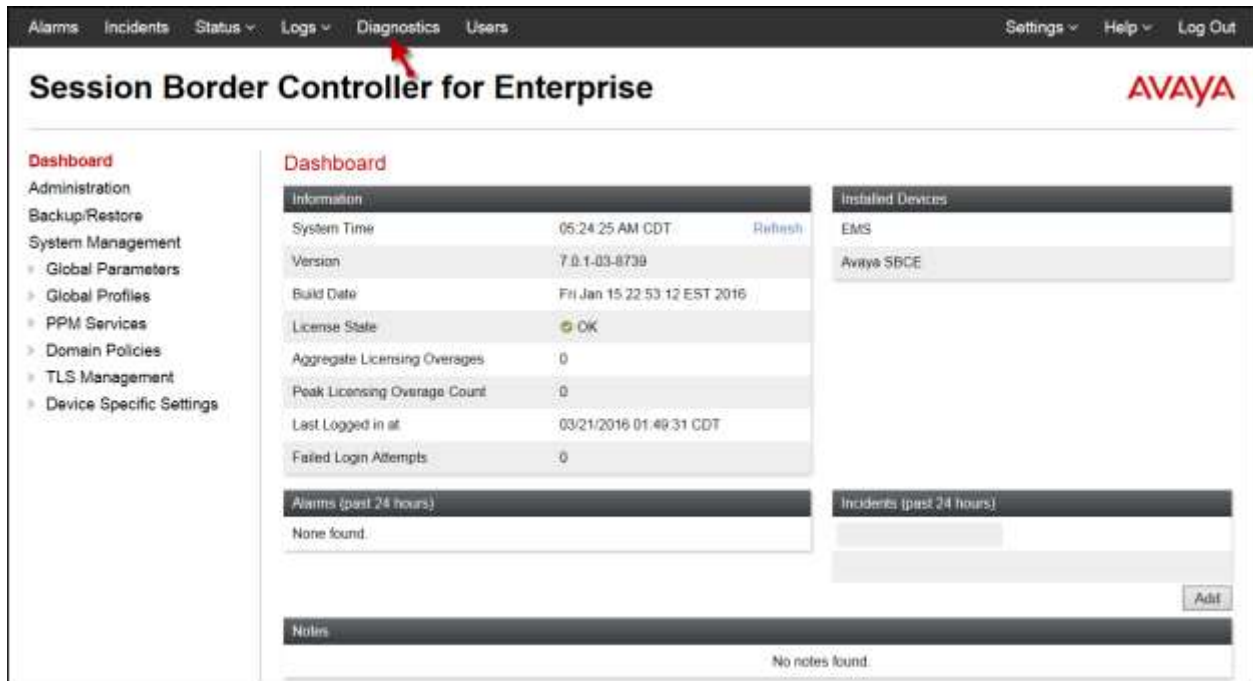 Alarms Incidents Status Logs Diagnostics Users Settings Help Log Out
Session Border Controller for Enterprise
AVAYA
Dashboard
Administration
Backup/Restore
System Management
Global Parameters
Global Profiles
PPM Services
Domain Policies
TLS Management
Device Specific Settings
Dashboard
Information
System Time 05:24:25 AM CDT Refresh
Version 7.0.1-03-8739
Build Date Fri Jan 15 22:53:12 EST 2016
License State OK
Aggregate Licensing Overages 0
Peak Licensing Overage Count 0
Last Logged in at 03/21/2016 01:49:31 CDT
Failed Login Attempts 0
Installed Devices
EMS
Avaya SBCE
Alarms (past 24 hours)
None found.
Incidents (past 24 hours)
Add
Notes
No notes found.